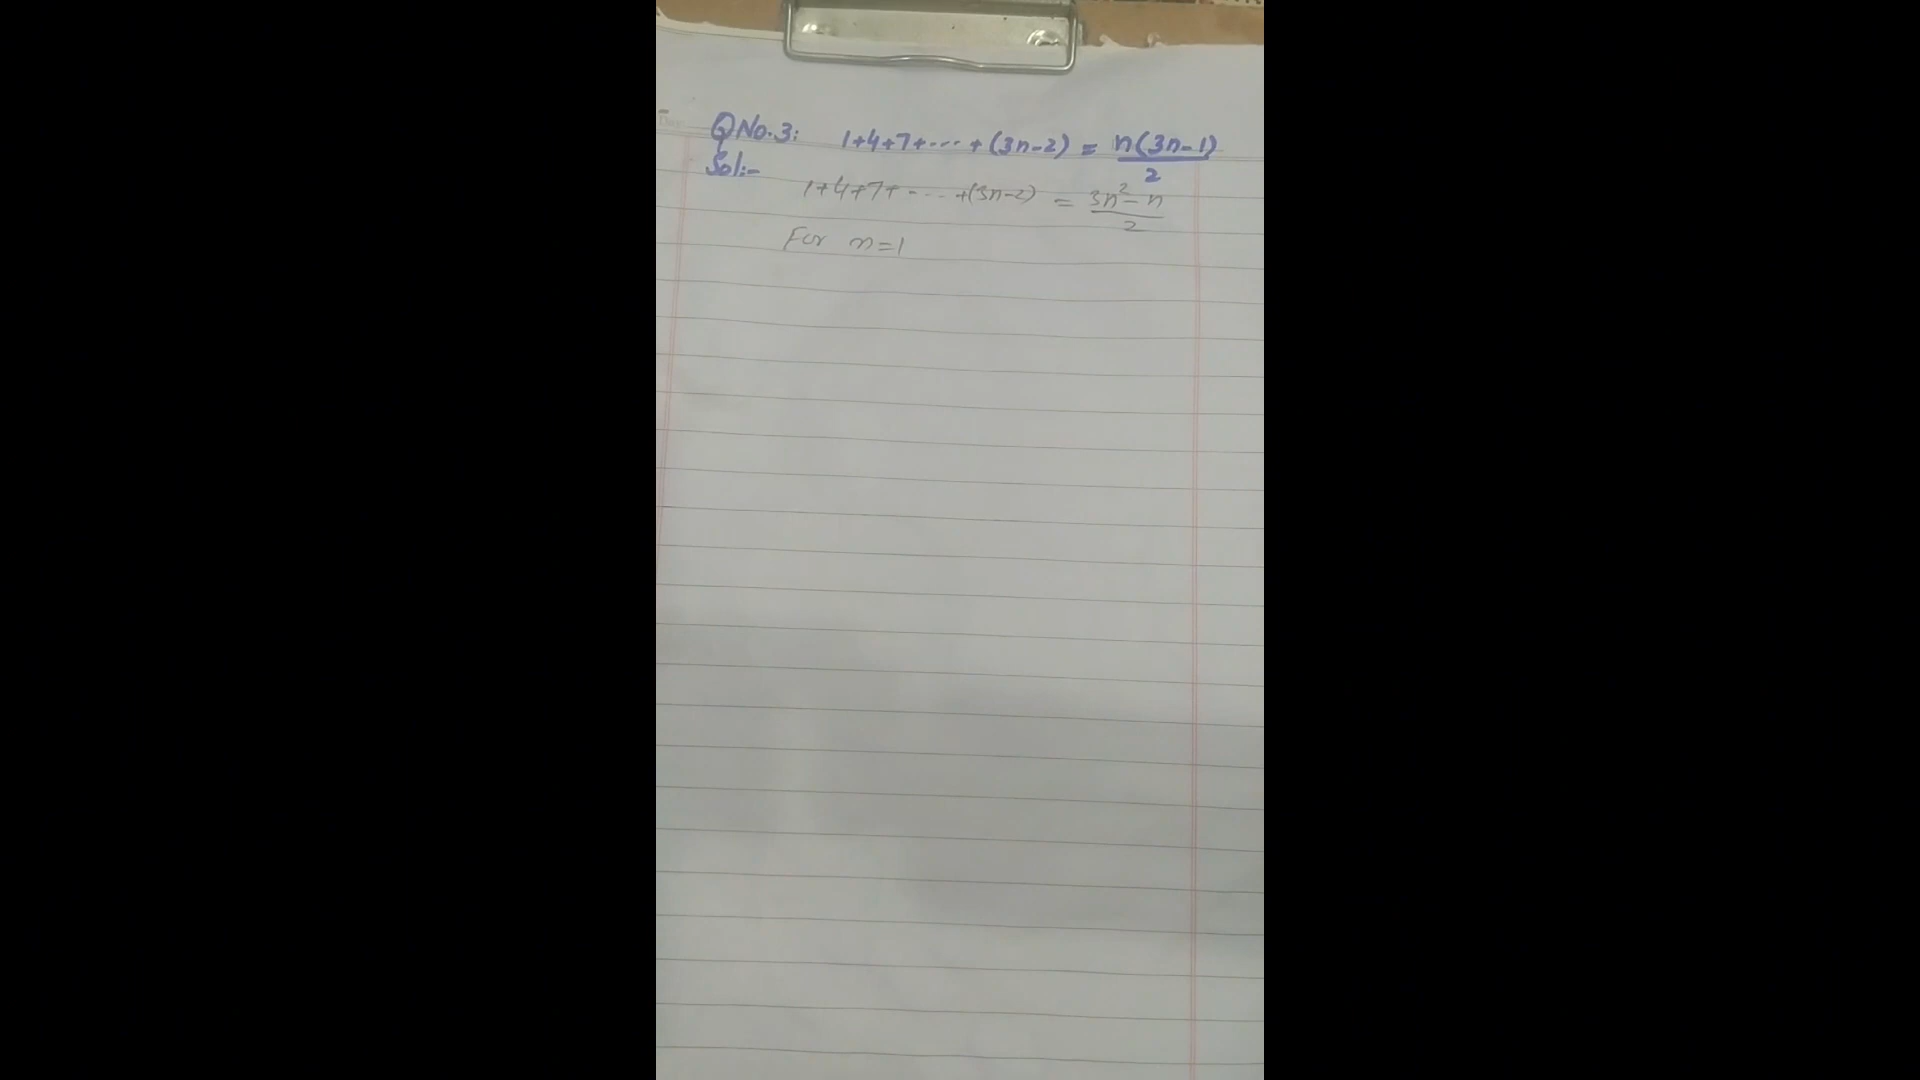 QNo.3: 1+4+7+---+(3n-2) = n(3n-1)/2
Sol:-
1+4+7+----+(3n-2) = 3n²-n/2
For n=1